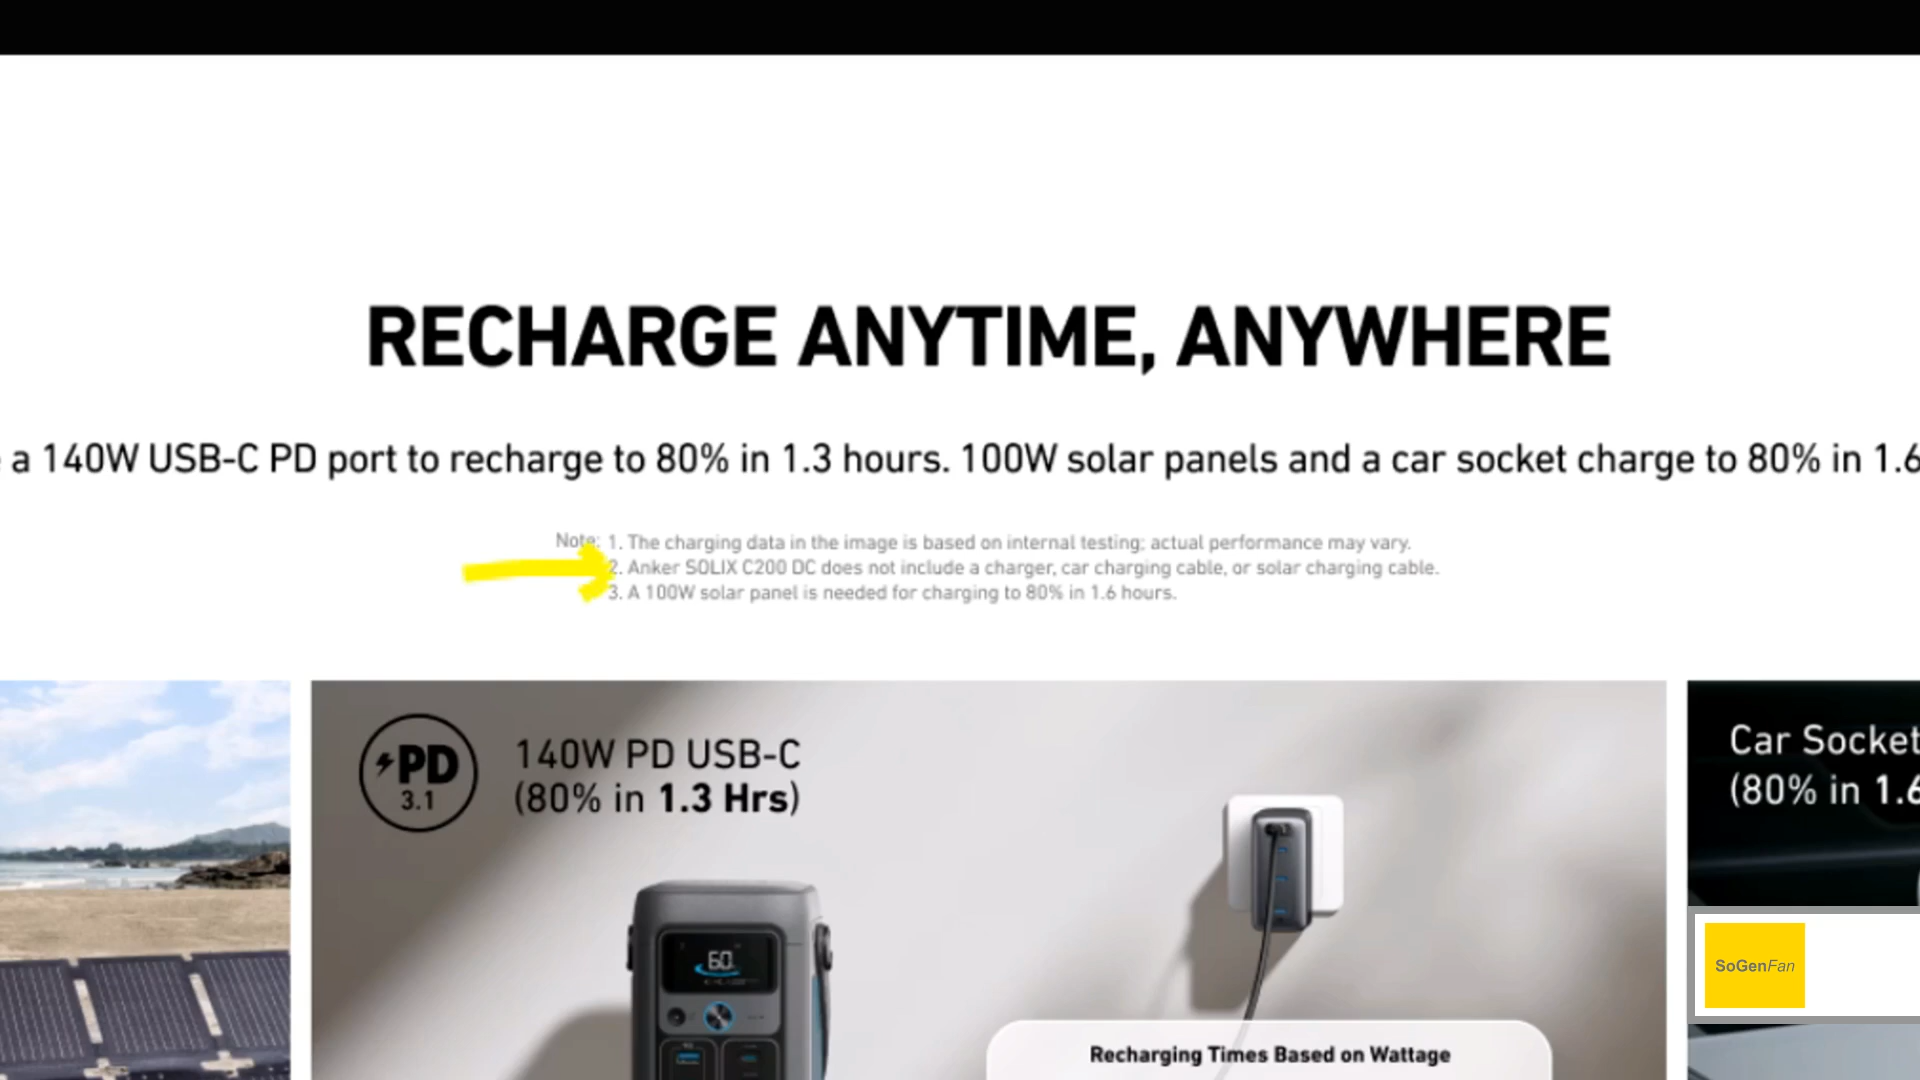 RECHARGE ANYTIME, ANYWHERE
a 140W USB-C PD port to recharge to 80% in 1.3 hours. 100W solar panels and a car socket charge to 80% in 1.6
Note: 1. The charging data in the image is based on internal testing; actual performance may vary.
2. Anker SOLIX C200 DC does not include a charger, car charging cable, or solar charging cable.
3. A 100W solar panel is needed for charging to 80% in 1.6 hours.
PD
3.1
140W PD USB-C
(80% in 1.3 Hrs)
Car Socket
(80% in 1.6
60
SoGenFan
Recharging Times Based on Wattage